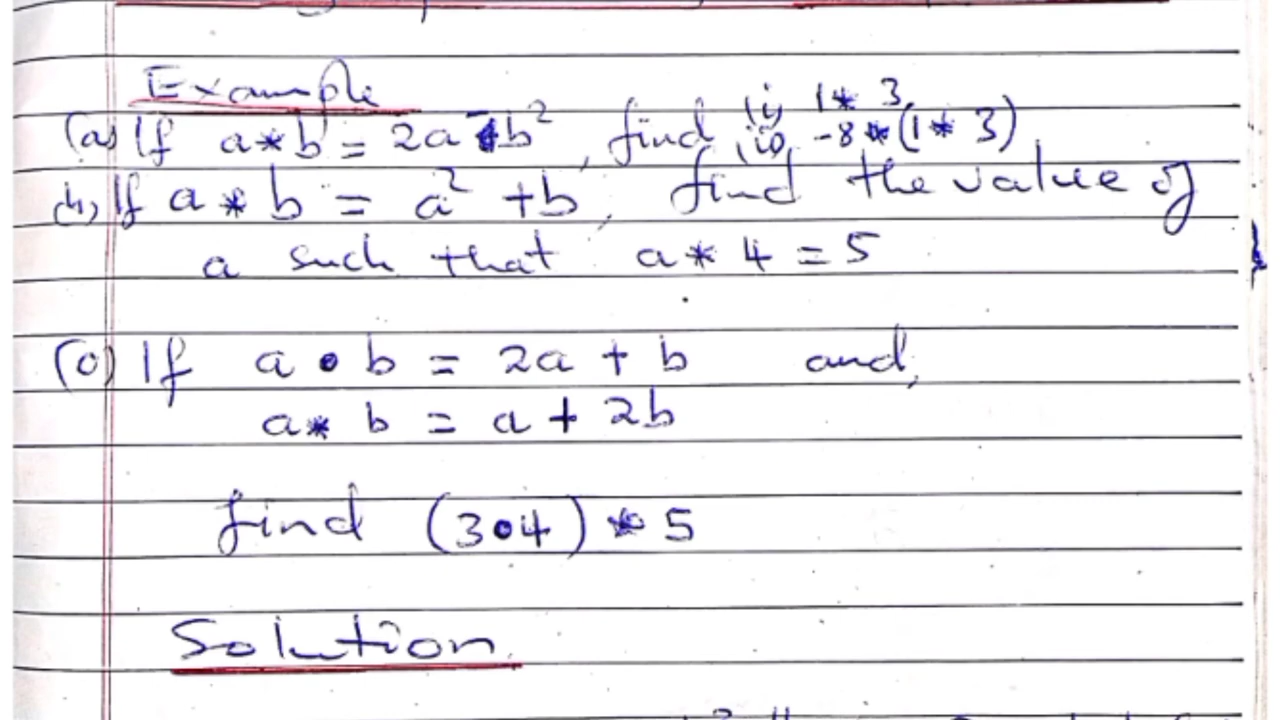 Example
(a) If a * b = 2a - b², find (i) 1 * 3
(ii) -8 * (1 * 3)
(b) If a * b = a² + b, find the value of
a such that a * 4 = 5
(c) If a • b = 2a + b and,
a * b = a + 2b
find (3 • 4) * 5
Solution